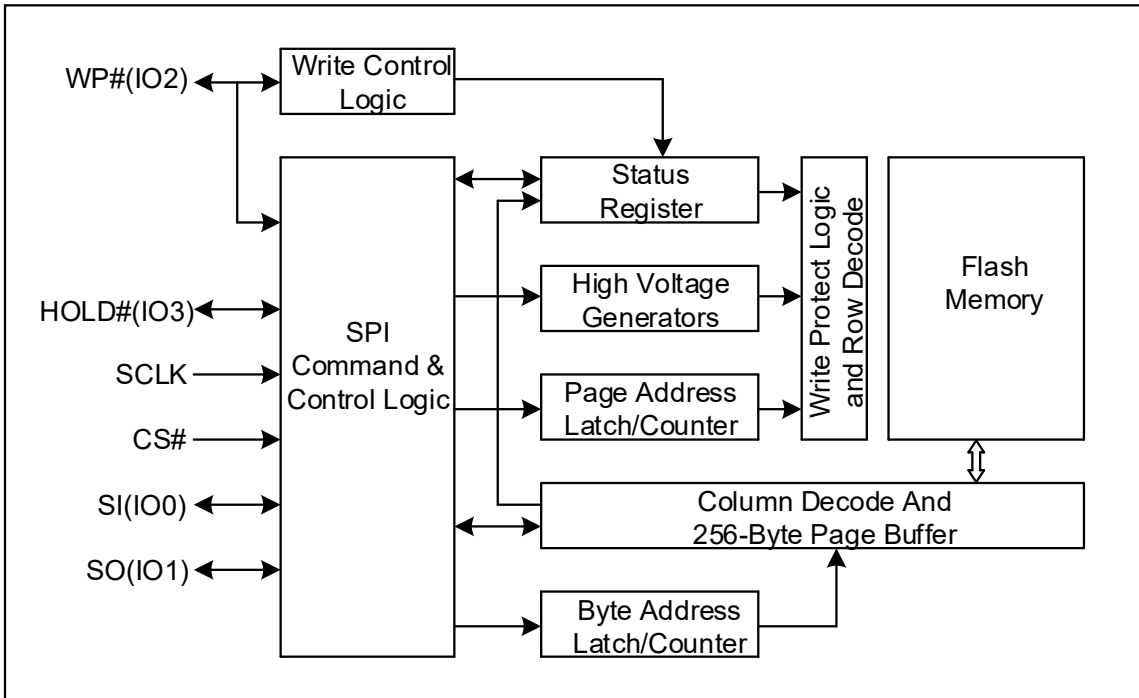 WP#(IO2)
Write Control
Logic
Status
Register
High Voltage
Generators
Page Address
Latch/Counter
Write Protect Logic
and Row Decode
Flash
Memory
HOLD#(IO3)
SCLK
CS#
SI(IO0)
SO(IO1)
SPI
Command &
Control Logic
Column Decode And
256-Byte Page Buffer
Byte Address
Latch/Counter